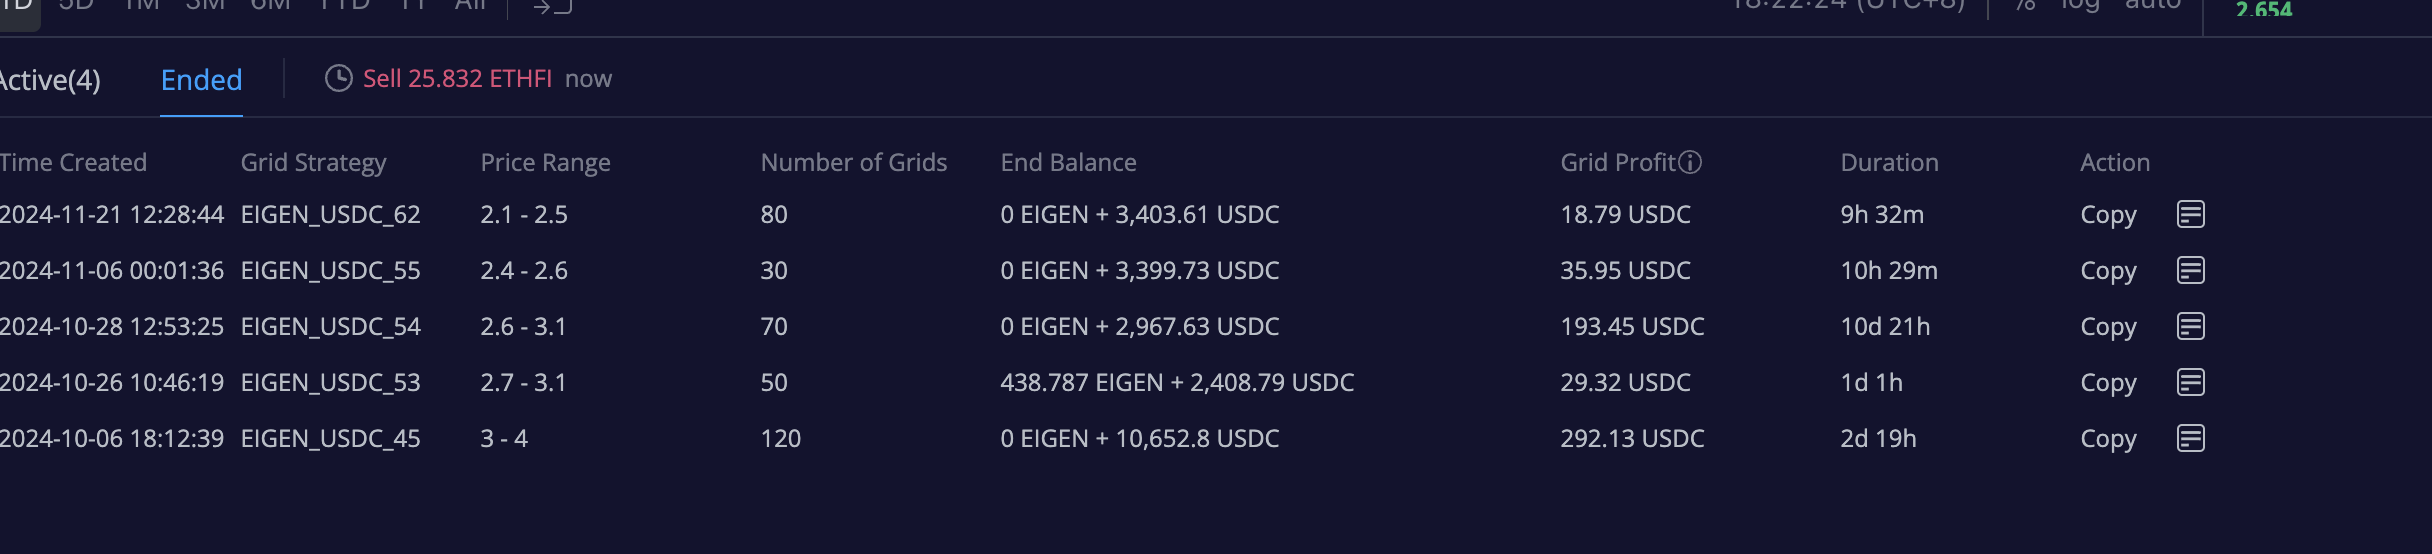 1D 5D 1M 3M 6M YTD 1Y All 18:22:24 (UTC+8) % log auto 2.654
Active(4) Ended Sell 25.832 ETHFI now
Time Created Grid Strategy Price Range Number of Grids End Balance Grid Profit Duration Action
2024-11-21 12:28:44 EIGEN_USDC_62 2.1 - 2.5 80 0 EIGEN + 3,403.61 USDC 18.79 USDC 9h 32m Copy
2024-11-06 00:01:36 EIGEN_USDC_55 2.4 - 2.6 30 0 EIGEN + 3,399.73 USDC 35.95 USDC 10h 29m Copy
2024-10-28 12:53:25 EIGEN_USDC_54 2.6 - 3.1 70 0 EIGEN + 2,967.63 USDC 193.45 USDC 10d 21h Copy
2024-10-26 10:46:19 EIGEN_USDC_53 2.7 - 3.1 50 438.787 EIGEN + 2,408.79 USDC 29.32 USDC 1d 1h Copy
2024-10-06 18:12:39 EIGEN_USDC_45 3 - 4 120 0 EIGEN + 10,652.8 USDC 292.13 USDC 2d 19h Copy